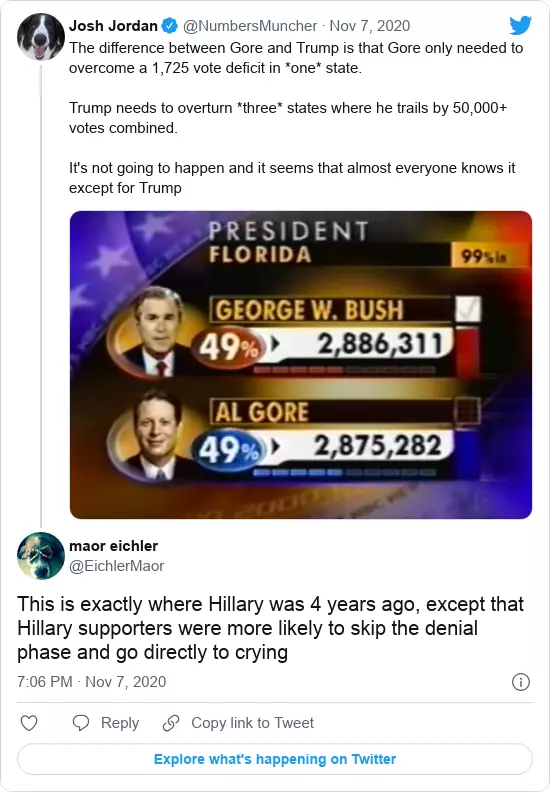 Josh Jordan @NumbersMuncher · Nov 7, 2020
The difference between Gore and Trump is that Gore only needed to
overcome a 1,725 vote deficit in *one* state.
Trump needs to overturn *three* states where he trails by 50,000+
votes combined.
It's not going to happen and it seems that almost everyone knows it
except for Trump
PRESIDENT
FLORIDA
99% in
GEORGE W. BUSH
49% 2,886,311
AL GORE
49% 2,875,282
maor eichler
@EichlerMaor
This is exactly where Hillary was 4 years ago, except that
Hillary supporters were more likely to skip the denial
phase and go directly to crying
7:06 PM · Nov 7, 2020
Reply
Copy link to Tweet
Explore what's happening on Twitter